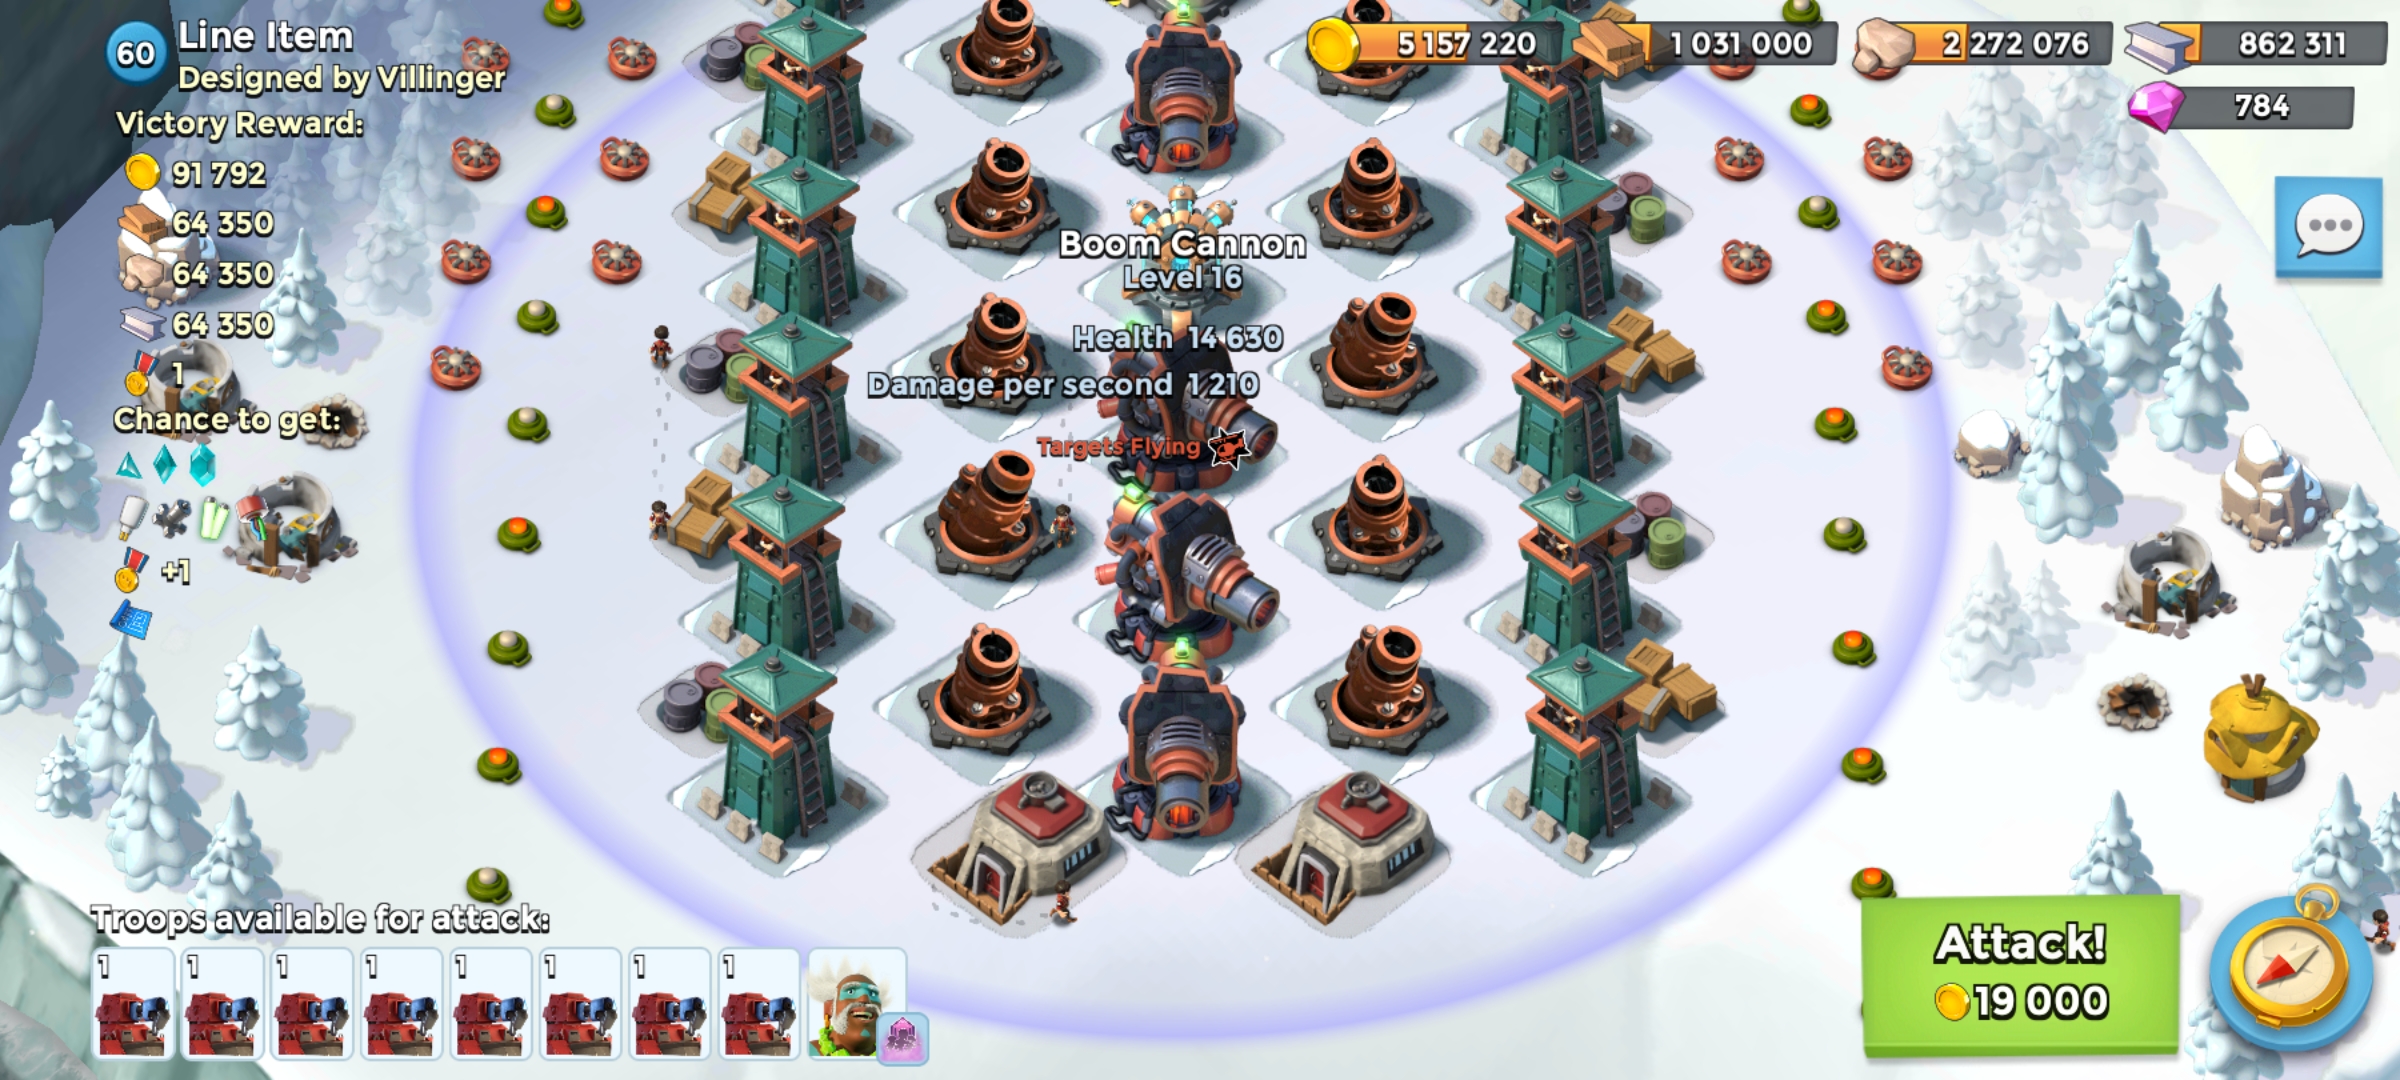 60
Line Item
Designed by Villinger
Victory Reward:
91 792
64 350
64 350
64 350
1
Chance to get:
+1
5 157 220
1 031 000
2 272 076
862 311
784
Boom Cannon
Level 16
Health 14 630
Damage per second 1 210
Targets Flying
Troops available for attack:
1 1 1 1 1 1 1 1
Attack!
19 000